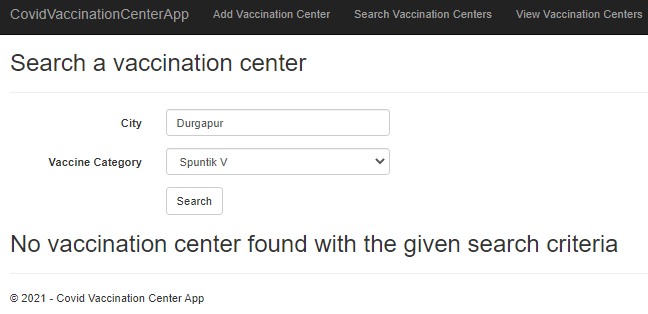 CovidVaccinationCenterApp Add Vaccination Center Search Vaccination Centers View Vaccination Centers
Search a vaccination center
City Durgapur
Vaccine Category Spuntik V
Search
No vaccination center found with the given search criteria
© 2021 - Covid Vaccination Center App